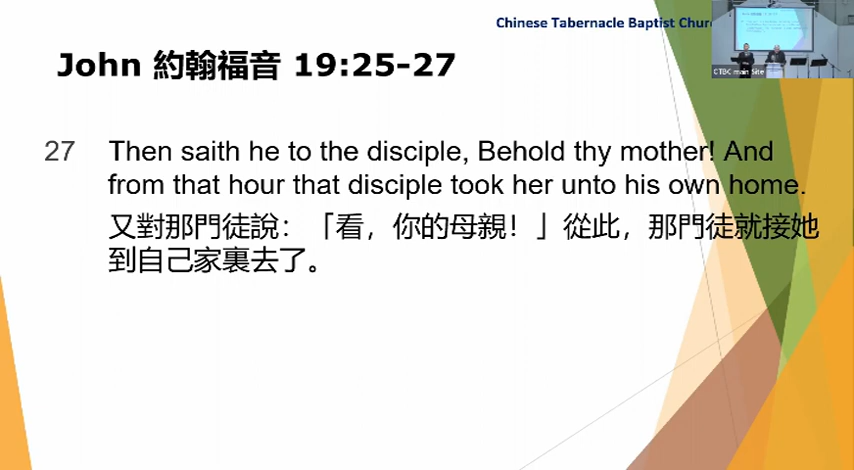 Chinese Tabernacle Baptist
John 約翰福音 19:25-27
CTBC main Site
27 Then saith he to the disciple, Behold thy mother! And
from that hour that disciple took her unto his own home.
又對那門徒說：「看，你的母親！」從此，那門徒就接她
到自己家裏去了。